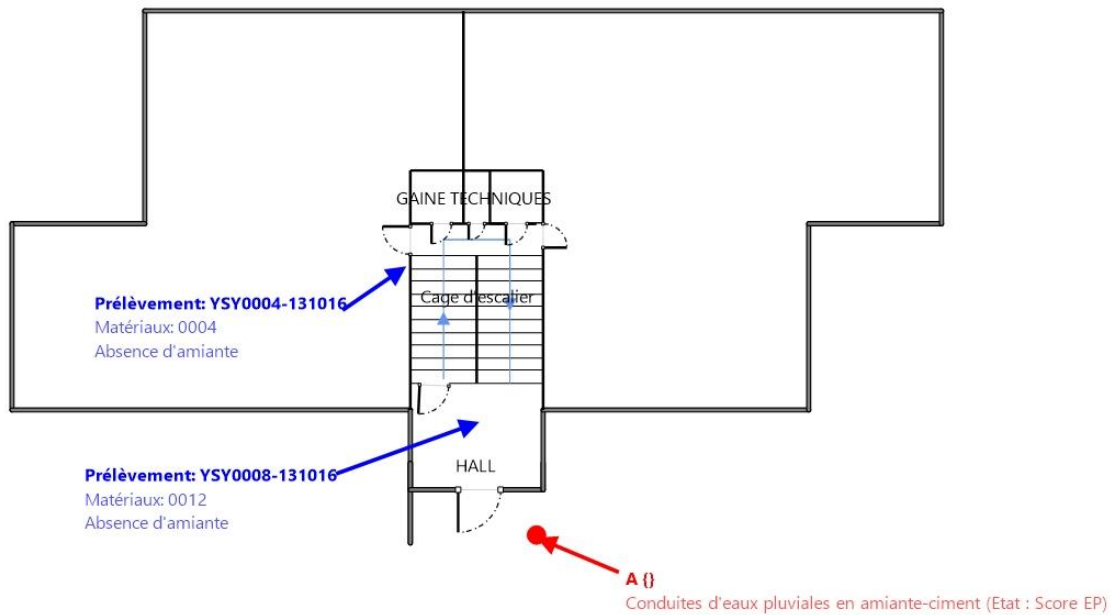 GAINE TECHNIQUES
Cage d'escalier
Prélèvement: YSY0004-131016
Matériaux: 0004
Absence d'amiante
HALL
Prélèvement: YSY0008-131016
Matériaux: 0012
Absence d'amiante
A {}
Conduites d'eaux pluviales en amiante-ciment (Etat : Score EP)